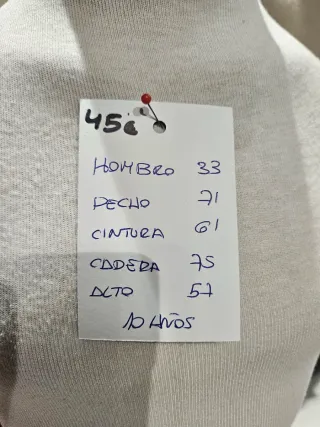 45€
HOMBRO 33
PECHO 71
CINTURA 61
CADERA 75
ALTO 57
10 AÑOS